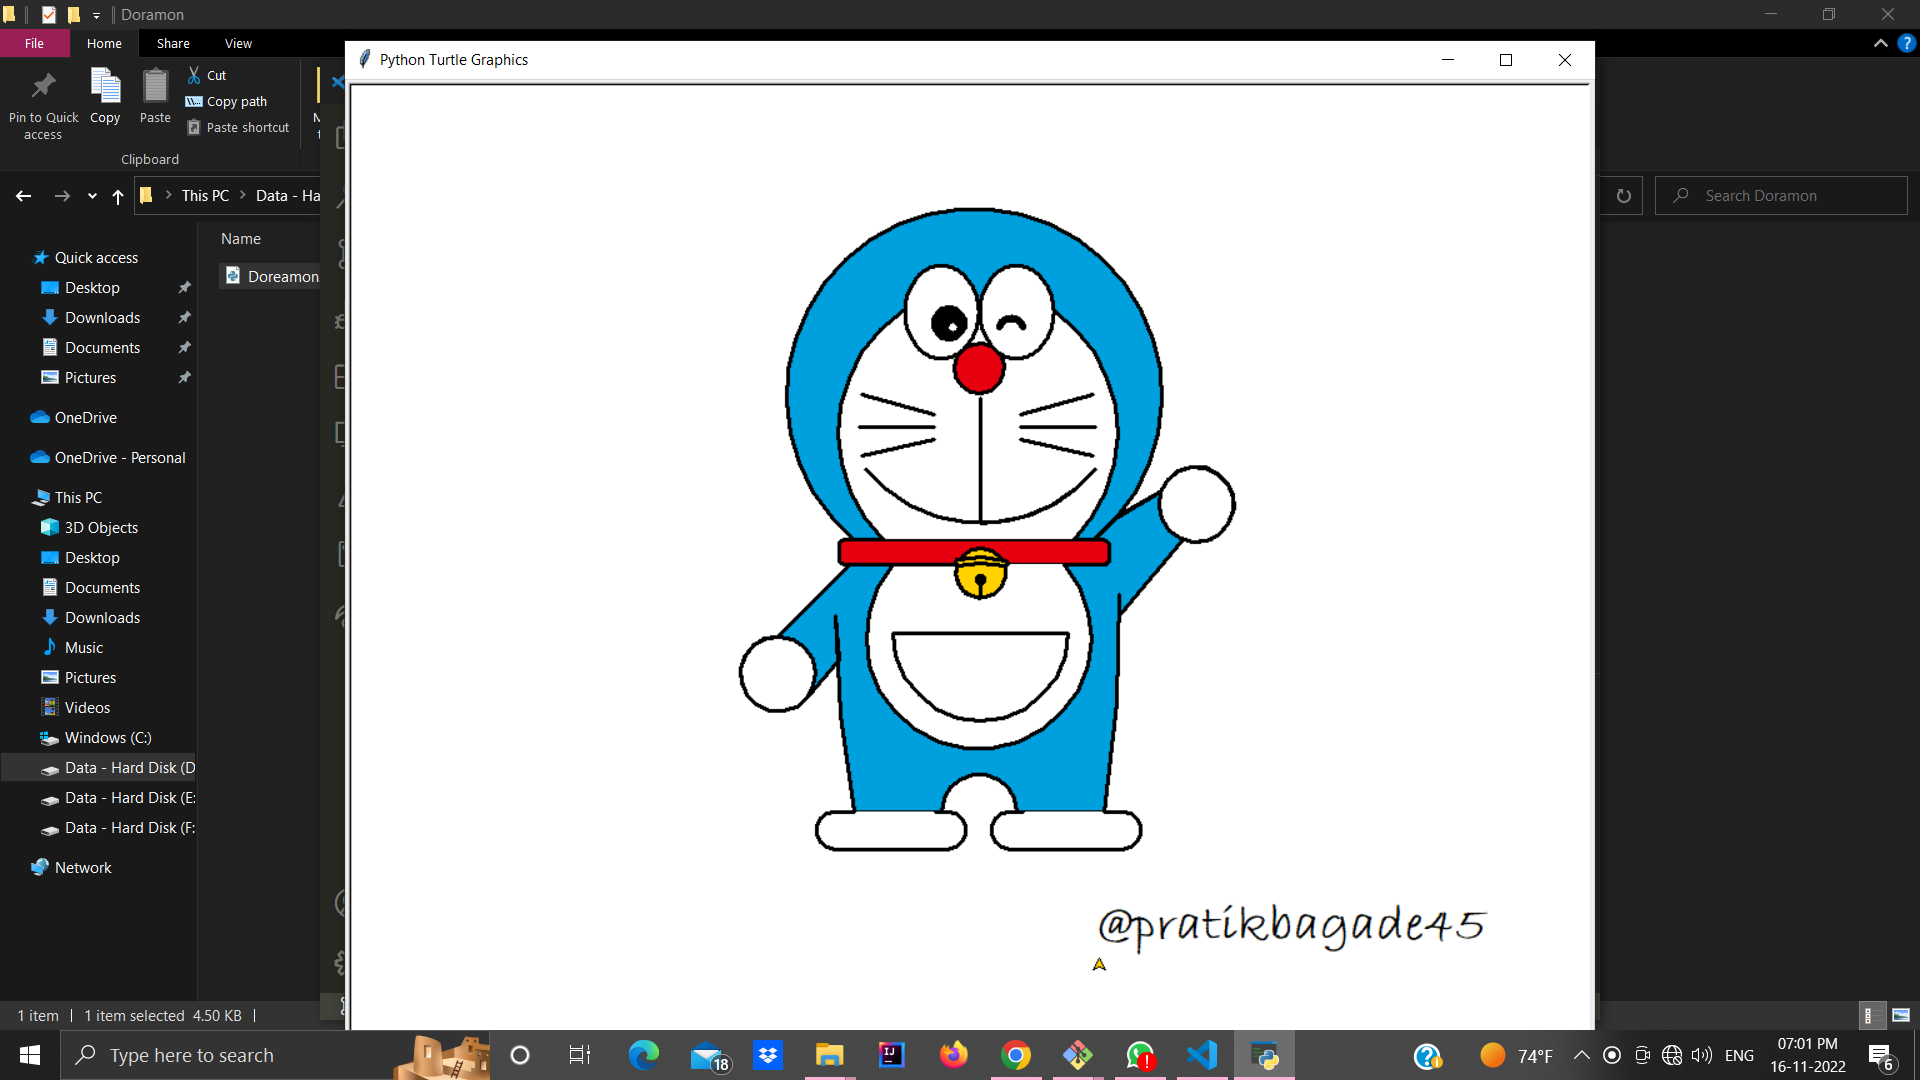 Doramon
File Home Share View
Python Turtle Graphics
Cut
Copy path
Paste shortcut
Pin to Quick access
Copy
Paste
Clipboard
This PC > Data - Ha
Search Doramon
Name
Doreamon
Quick access
Desktop
Downloads
Documents
Pictures
OneDrive
OneDrive - Personal
This PC
3D Objects
Desktop
Documents
Downloads
Music
Pictures
Videos
Windows (C:)
Data - Hard Disk (D
Data - Hard Disk (E:
Data - Hard Disk (F:
Network
@pratikbagade45
1 item 1 item selected 4.50 KB
Type here to search
18
74°F
ENG
07:01 PM
16-11-2022
6